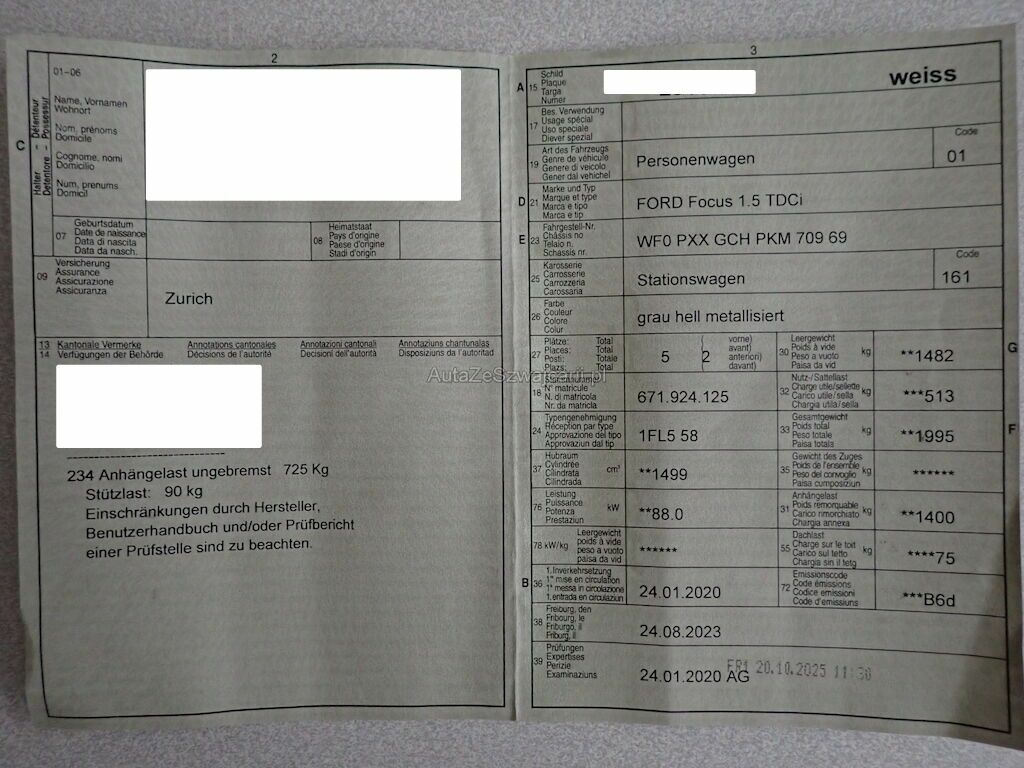 2
01-06
Name, Vornamen
Wohnort
Nom, prénoms
Domicile
Cognome, nomi
Domicilio
Num, prenums
Domicil
C
Halter - Détenteur
Detentore - Possessur
07
Geburtsdatum
Date de naissance
Data di nascita
Data da nasch.
08
Heimatstaat
Pays d'origine
Paese d'origine
Stadi d'origin
09
Versicherung
Assurance
Assicurazione
Assicuranza
Zurich
13 Kantonale Vermerke Annotations cantonales Annotazioni cantonali Annotaziuns chantunalas
14 Verfügungen der Behörde Décisions de l'autorité Decisioni dell'autorità Disposiziuns da l'autoritad
234 Anhängelast ungebremst 725 Kg
Stützlast: 90 kg
Einschränkungen durch Hersteller,
Benutzerhandbuch und/oder Prüfbericht
einer Prüfstelle sind zu beachten.
AutaZeSzwajcarii.pl
3
A 15
Schild
Plaque
Targa
Numer
weiss
17
Bes. Verwendung
Usage spécial
Uso speciale
Diever spezial
19
Art des Fahrzeugs
Genre de véhicule
Genere di veicolo
Gener dal vehichel
Personenwagen
Code
01
D 21
Marke und Typ
Marque et type
Marca e tipo
Marca e tip
FORD Focus 1.5 TDCi
E 23
Fahrgestell-Nr.
Châssis no
Telaio n.
Schassis nr.
WF0 PXX GCH PKM 709 69
25
Karosserie
Carrosserie
Carrozzeria
Carossaria
Stationswagen
Code
161
26
Farbe
Couleur
Colore
Colur
grau hell metallisiert
27
Plätze: Total
Places: Total
Posti: Totale
Plazs: Total
5
2
vorne)
avant)
anteriori)
davant)
30
Leergewicht
Poids à vide
Peso a vuoto
Paisa da vid
kg
**1482
G
18
Stammnummer
N° matricule
N. di matricola
Nr. da matricla
671.924.125
32
Nutz-/Sattellast
Charge utile/sellette
Carico utile/sella
Chargia utila/sella
kg
***513
24
Typengenehmigung
Réception par type
Approvazione del tipo
Approvaziun dal tip
1FL5 58
33
Gesamtgewicht
Poids total
Peso totale
Paisa totala
kg
**1995
F
37
Hubraum
Cylindrée
Cilindrata
Cilindrada
cm³
**1499
35
Gewicht des Zuges
Poids de l'ensemble
Peso del convoglio
Paisa cumposiziun
kg
******
76
Leistung
Puissance
Potenza
Prestaziun
kW
**88.0
31
Anhängelast
Poids remorquable
Carico rimorchiato
Chargia annexa
kg
**1400
78 kW/kg
Leergewicht
poids à vide
peso a vuoto
paisa da vid
******
55
Dachlast
Charge sur le toit
Carico sul tetto
Chargia sin il tetg
kg
****75
B 36
1. Inverkehrsetzung
1re mise en circulation
1a messa in circolazione
1. entrada en circulaziun
24.01.2020
72
Emissionscode
Code émissions
Codice emissioni
Code d'emissiuns
***B6d
38
Freiburg, den
Fribourg, le
Friburgo, il
Friburg, il
24.08.2023
39
Prüfungen
Expertises
Perizie
Examinaziuns
24.01.2020 AG
FR1 20.10.2025 11:30